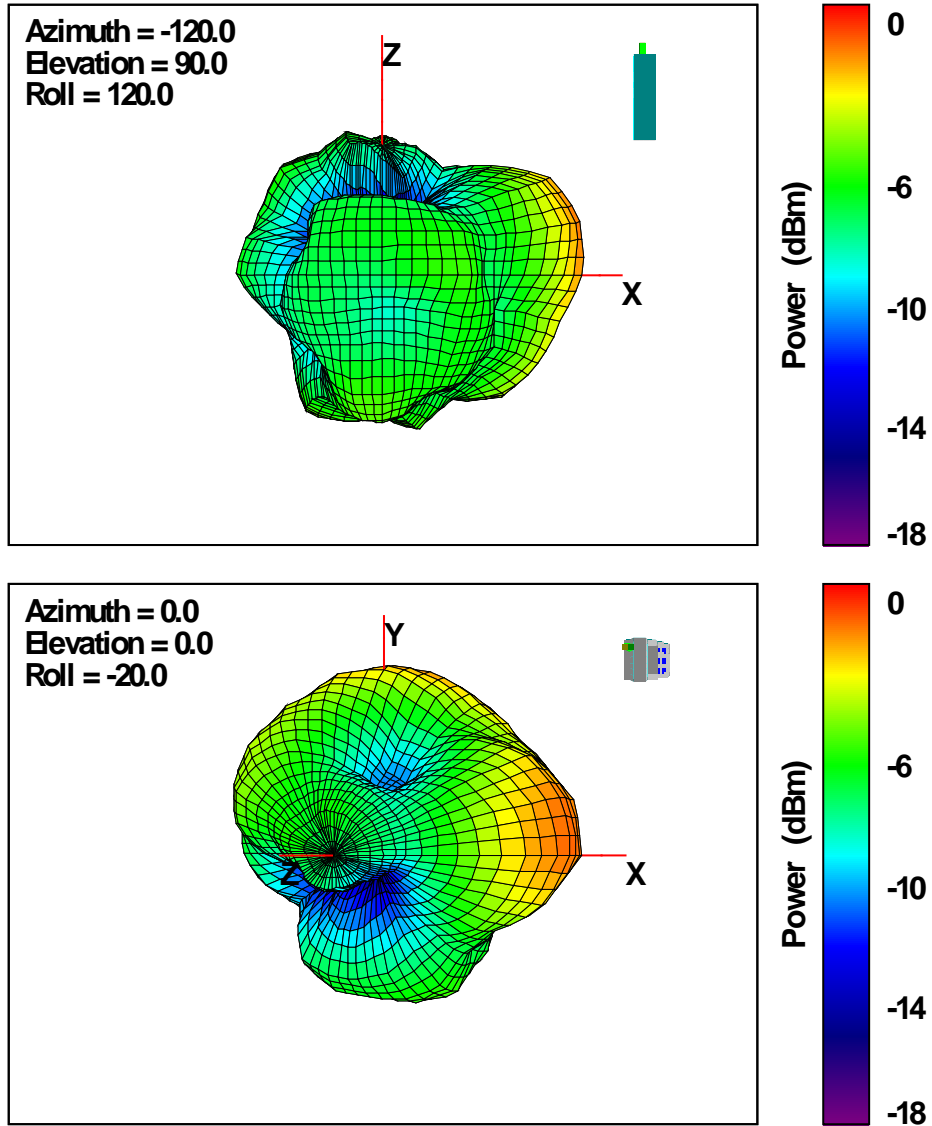 Azimuth = -120.0
Elevation = 90.0
Roll = 120.0
Z
X
Power (dBm)
0
-6
-10
-14
-18
Azimuth = 0.0
Elevation = 0.0
Roll = -20.0
Y
Z
X
Power (dBm)
0
-6
-10
-14
-18